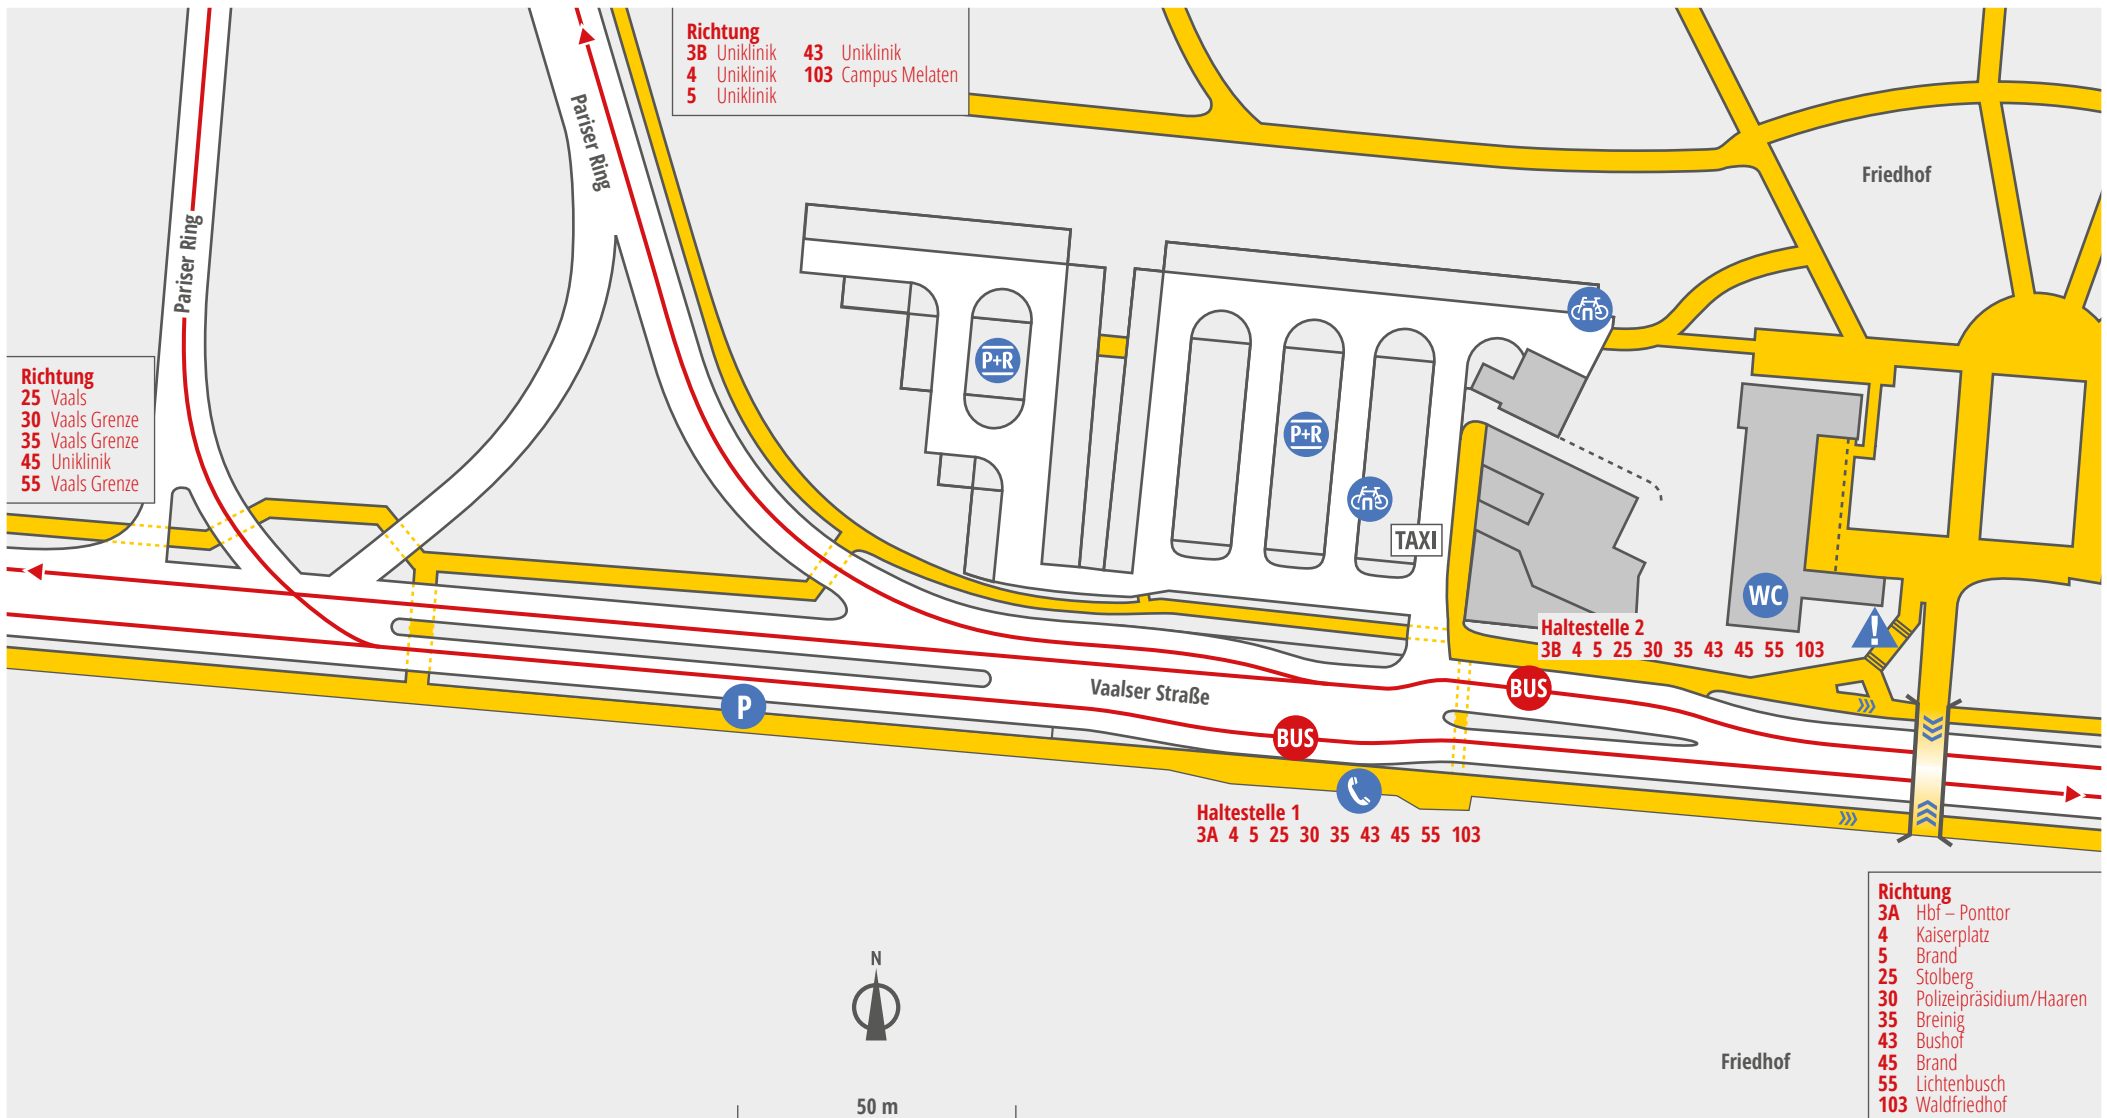 Richtung
3B Uniklinik 43 Uniklinik
4 Uniklinik 103 Campus Melaten
5 Uniklinik
Pariser Ring
Friedhof
Pariser Ring
P+R
Richtung
25 Vaals
30 Vaals Grenze
35 Vaals Grenze
45 Uniklinik
55 Vaals Grenze
P+R
TAXI
WC
!
Haltestelle 2
3B 4 5 25 30 35 43 45 55 103
Vaalser Straße
BUS
P
BUS
Haltestelle 1
3A 4 5 25 30 35 43 45 55 103
Richtung
3A Hbf – Ponttor
4 Kaiserplatz
5 Brand
25 Stolberg
30 Polizeipräsidium/Haaren
35 Breinig
43 Bushof
45 Brand
55 Lichtenbusch
103 Waldfriedhof
N
Friedhof
50 m